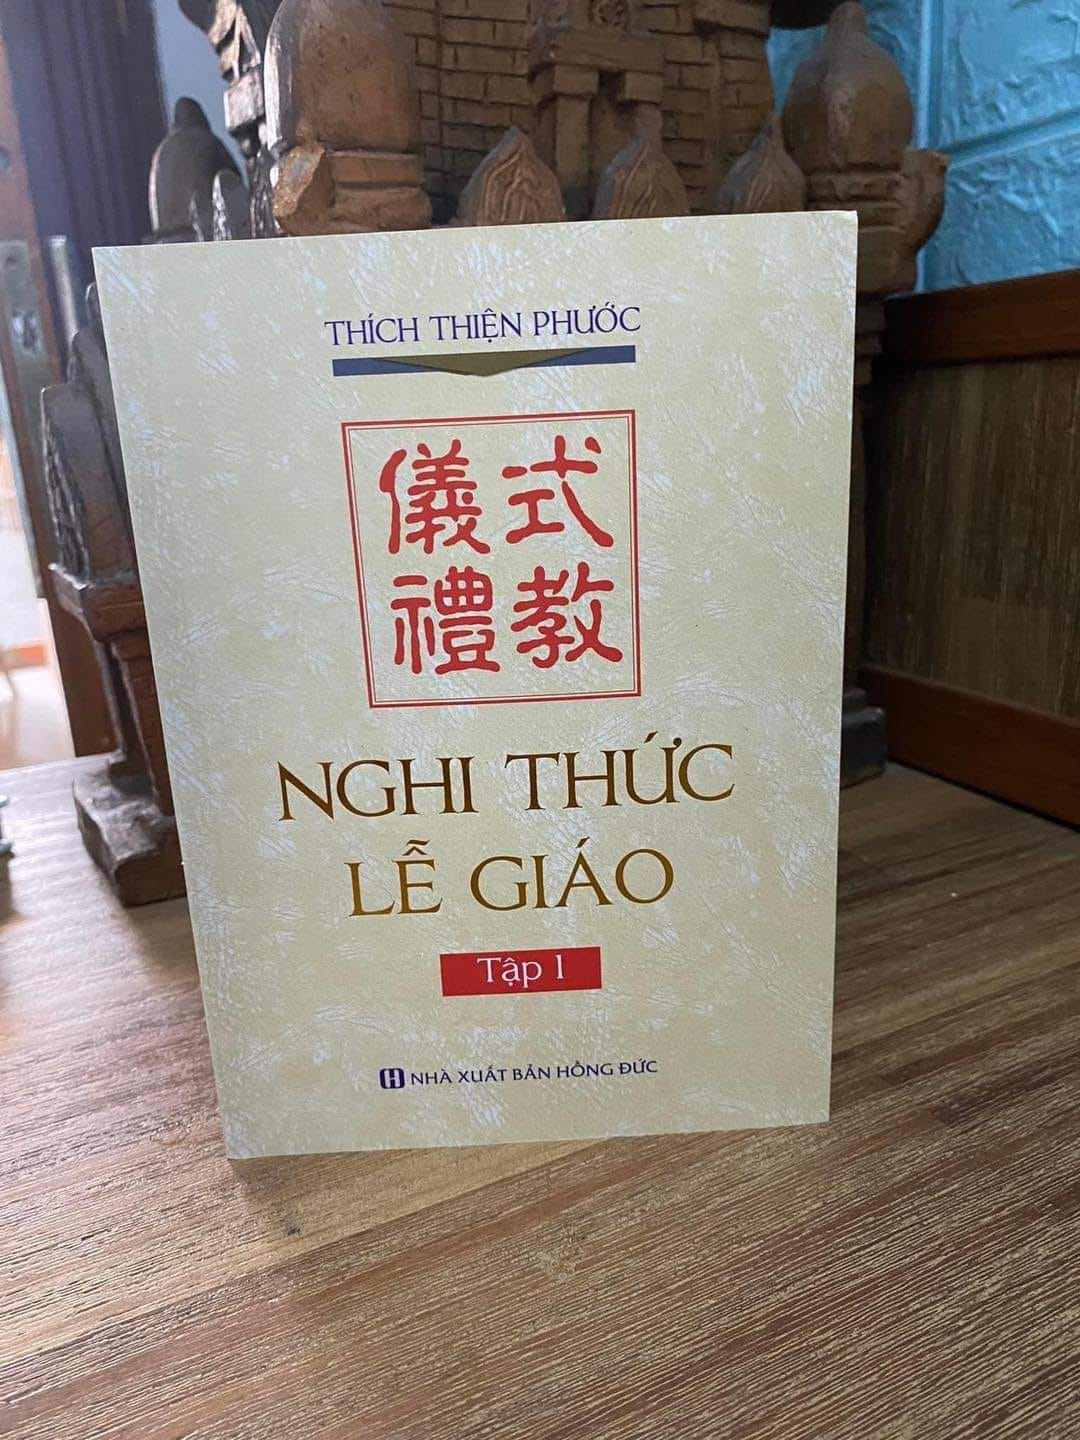 THÍCH THIỆN PHƯỚC
儀式
禮教
NGHI THỨC
LỄ GIÁO
Tập 1
NHÀ XUẤT BẢN HỒNG ĐỨC